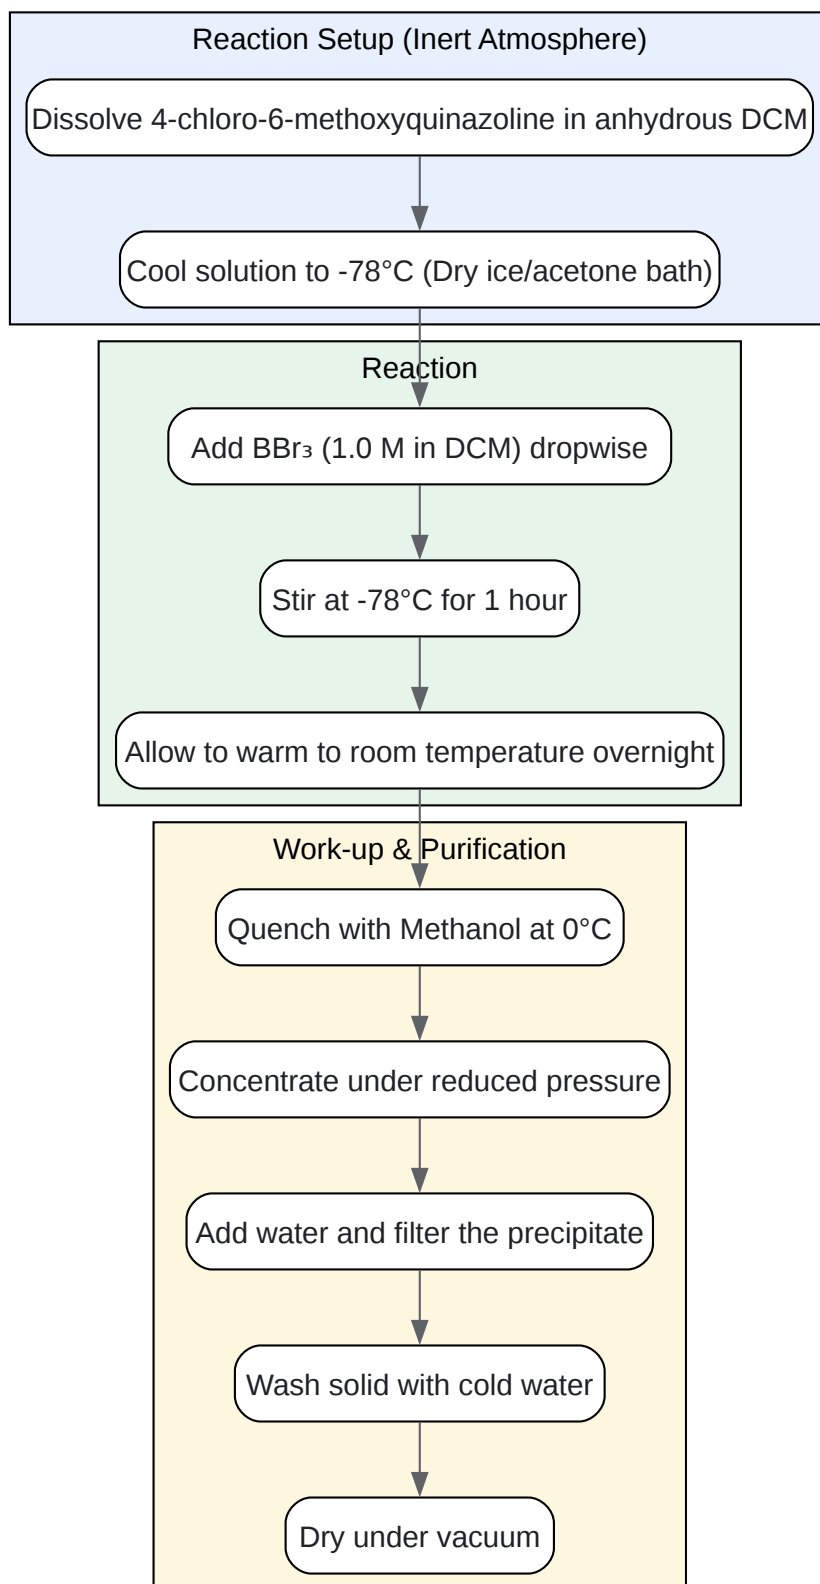 Reaction Setup (Inert Atmosphere)
Dissolve 4-chloro-6-methoxyquinazoline in anhydrous DCM
Cool solution to -78°C (Dry ice/acetone bath)
Reaction
Add BBr₃ (1.0 M in DCM) dropwise
Stir at -78°C for 1 hour
Allow to warm to room temperature overnight
Work-up & Purification
Quench with Methanol at 0°C
Concentrate under reduced pressure
Add water and filter the precipitate
Wash solid with cold water
Dry under vacuum